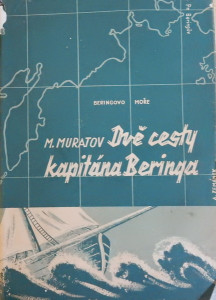 BERINGOVO MOŘE
M. MURATOV Dvě cesty
kapitána Beringa